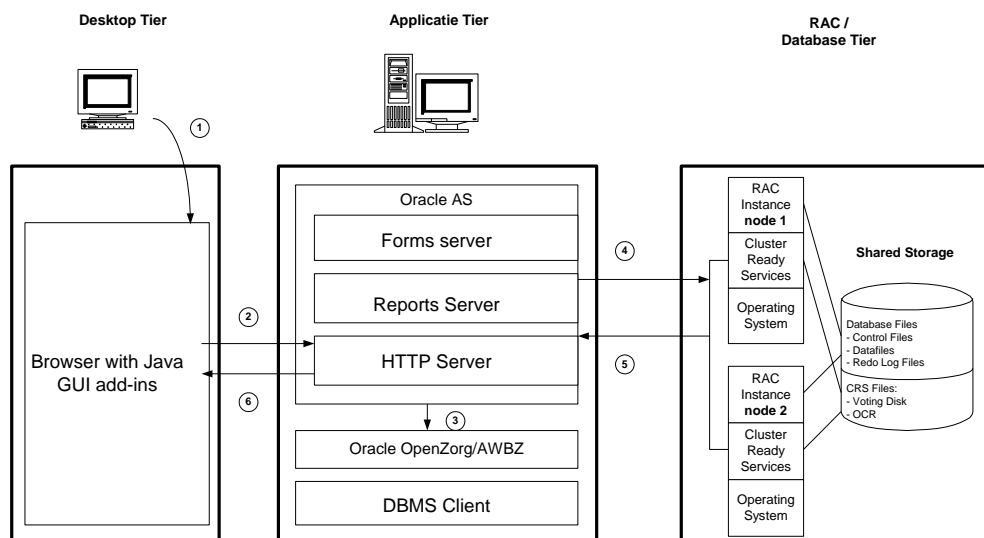 Desktop Tier
Applicatie Tier
RAC /
Database Tier
1
Browser with Java
GUI add-ins
2
6
Oracle AS
Forms server
Reports Server
HTTP Server
3
Oracle OpenZorg/AWBZ
DBMS Client
4
5
RAC
Instance
node 1
Cluster
Ready
Services
Operating
System
RAC
Instance
node 2
Cluster
Ready
Services
Operating
System
Shared Storage
Database Files
- Control Files
- Datafiles
- Redo Log Files
CRS Files:
- Voting Disk
- OCR